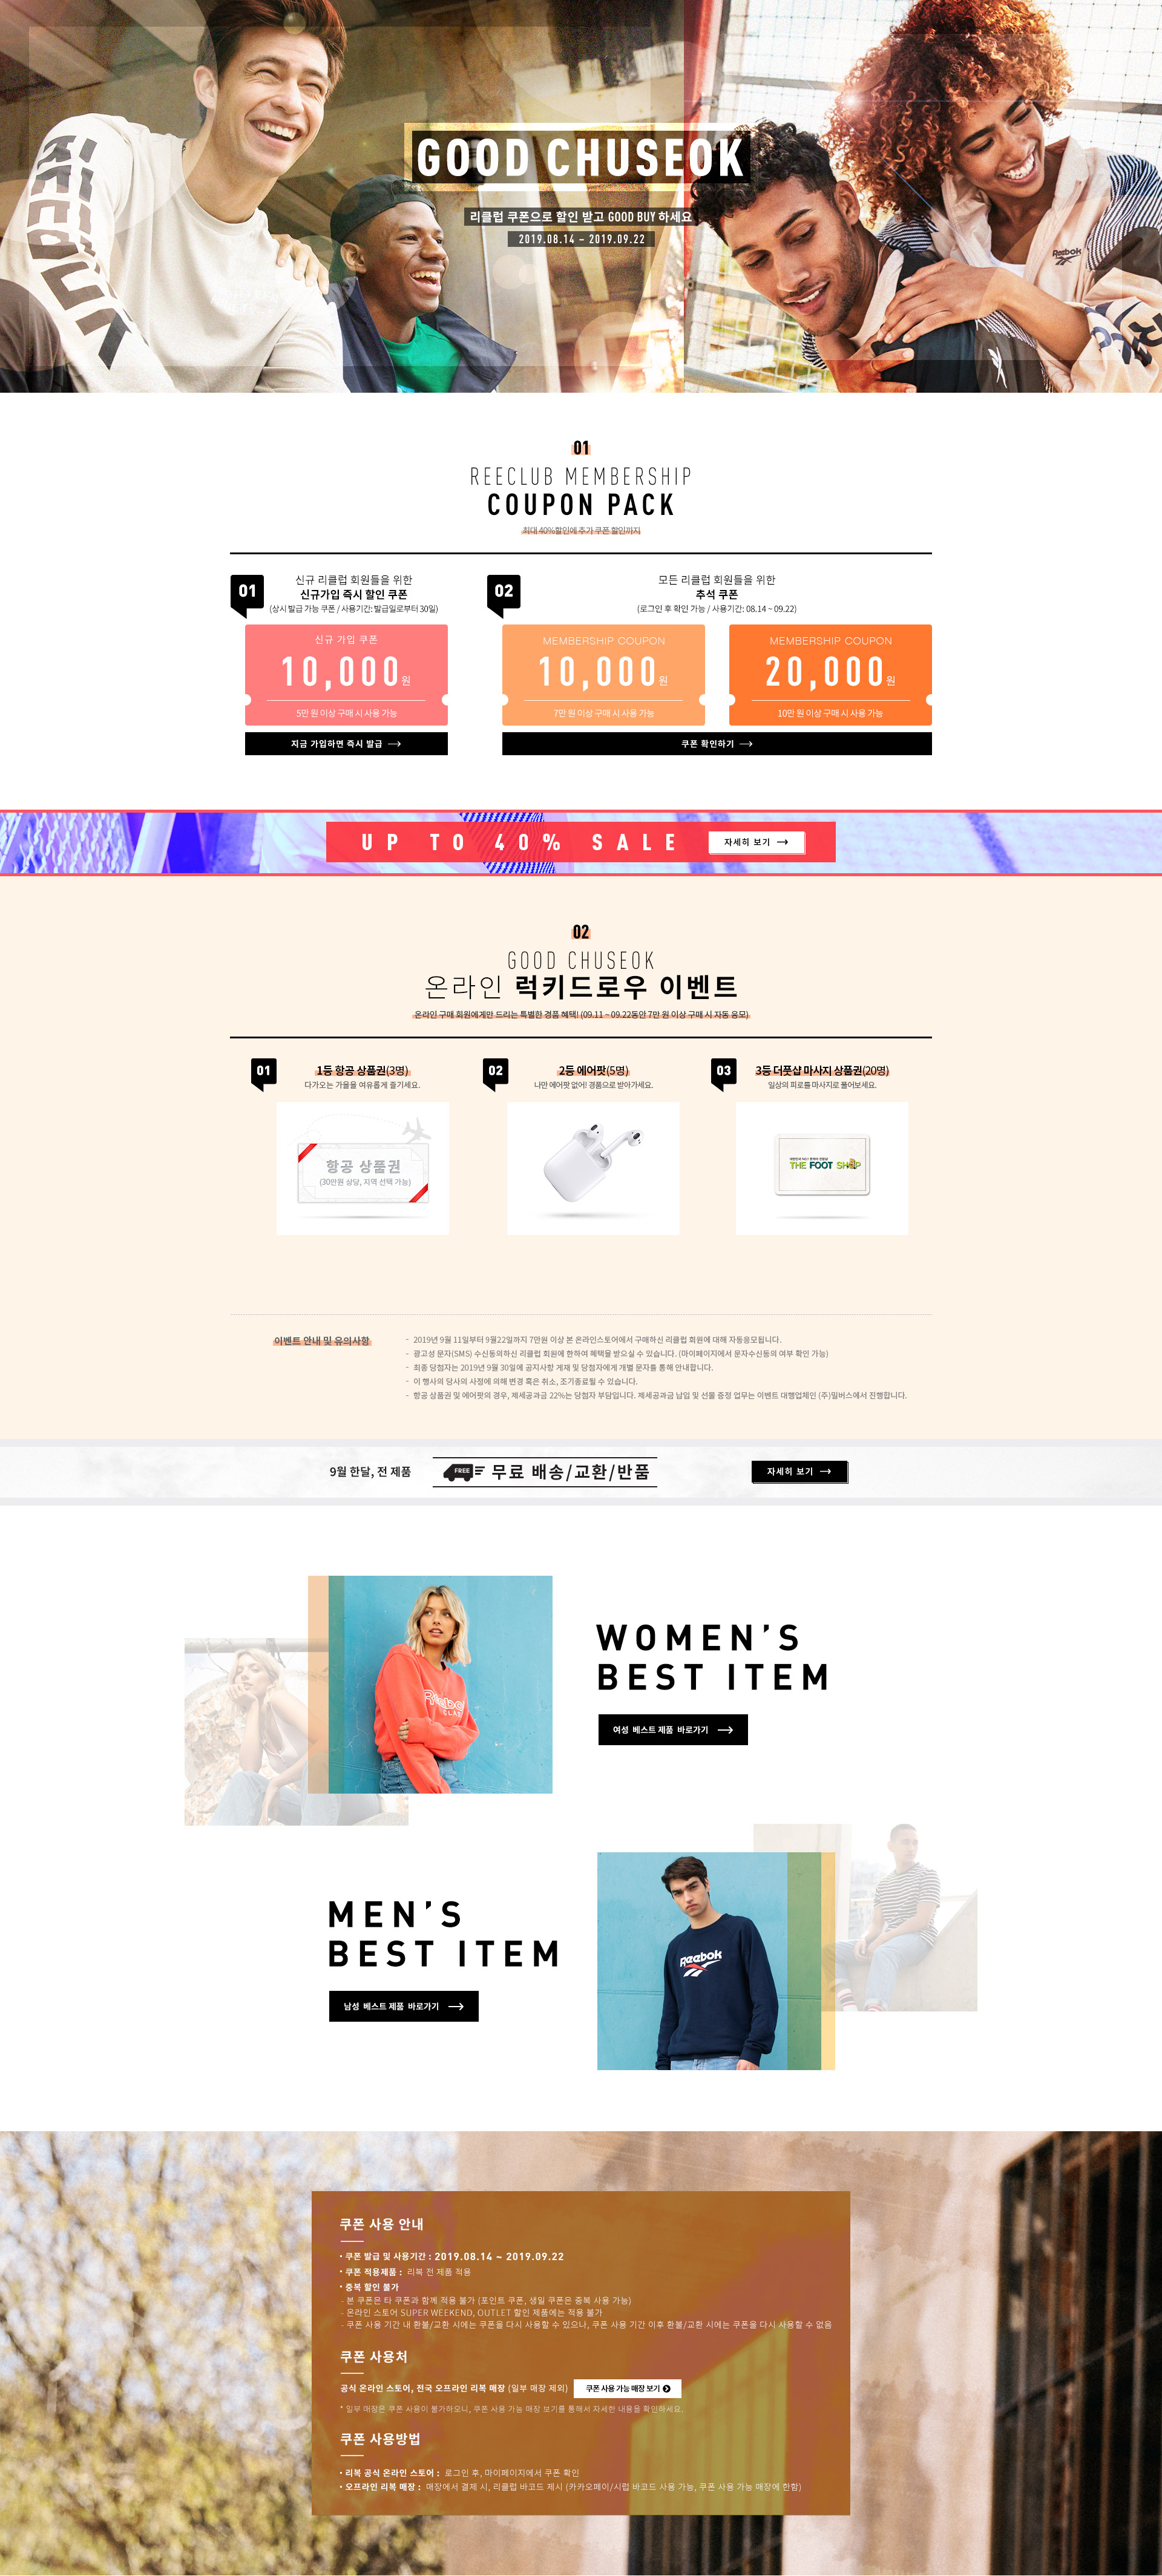 GOOD CHUSEOK
리클럽 쿠폰으로 할인 받고 GOOD BUY 하세요
2019.08.14 – 2019.09.22
Reebok
01
REECLUB MEMBERSHIP
COUPON PACK
최대 40%할인에 추가 쿠폰 할인까지
01
신규 리클럽 회원들을 위한
신규가입 즉시 할인 쿠폰
(상시 발급 가능 쿠폰 / 사용기간: 발급일로부터 30일)
신규 가입 쿠폰
10,000원
5만 원 이상 구매 시 사용 가능
지금 가입하면 즉시 발급
02
모든 리클럽 회원들을 위한
추석 쿠폰
(로그인 후 확인 가능 / 사용기간: 08.14 ~ 09.22)
MEMBERSHIP COUPON
10,000원
7만 원 이상 구매 시 사용 가능
MEMBERSHIP COUPON
20,000원
10만 원 이상 구매 시 사용 가능
쿠폰 확인하기
UP TO 40% SALE
자세히 보기
02
GOOD CHUSEOK
온라인 럭키드로우 이벤트
온라인 구매 회원에게만 드리는 특별한 경품 혜택! (09.11 ~ 09.22동안 7만 원 이상 구매 시 자동 응모)
01
1등 항공 상품권(3명)
다가오는 가을을 여유롭게 즐기세요.
항공 상품권
(30만원 상당, 지역 선택 가능)
02
2등 에어팟(5명)
나만 에어팟 없어! 경품으로 받아가세요.
03
3등 더풋샵 마사지 상품권(20명)
일상의 피로를 마사지로 풀어보세요.
THE FOOT SHOP
이벤트 안내 및 유의사항
- 2019년 9월 11일부터 9월22일까지 7만원 이상 본 온라인스토어에서 구매하신 리클럽 회원에 대해 자동응모됩니다.
- 광고성 문자(SMS) 수신동의하신 리클럽 회원에 한하여 혜택을 받으실 수 있습니다. (마이페이지에서 문자수신동의 여부 확인 가능)
- 최종 당첨자는 2019년 9월 30일에 공지사항 게재 및 당첨자에게 개별 문자를 통해 안내합니다.
- 이 행사의 당사의 사정에 의해 변경 혹은 취소, 조기종료될 수 있습니다.
- 항공 상품권 및 에어팟의 경우, 제세공과금 22%는 당첨자 부담입니다. 제세공과금 납입 및 선물 증정 업무는 이벤트 대행업체인 (주)밀버스에서 진행합니다.
9월 한달, 전 제품
FREE
무료 배송/교환/반품
자세히 보기
WOMEN'S
BEST ITEM
여성 베스트 제품 바로가기
MEN'S
BEST ITEM
남성 베스트 제품 바로가기
Reebok
쿠폰 사용 안내
• 쿠폰 발급 및 사용기간 : 2019.08.14 ~ 2019.09.22
• 쿠폰 적용제품 : 리복 전 제품 적용
• 중복 할인 불가
- 본 쿠폰은 타 쿠폰과 함께 적용 불가 (포인트 쿠폰, 생일 쿠폰은 중복 사용 가능)
- 온라인 스토어 SUPER WEEKEND, OUTLET 할인 제품에는 적용 불가
- 쿠폰 사용 기간 내 환불/교환 시에는 쿠폰을 다시 사용할 수 있으나, 쿠폰 사용 기간 이후 환불/교환 시에는 쿠폰을 다시 사용할 수 없음
쿠폰 사용처
공식 온라인 스토어, 전국 오프라인 리복 매장 (일부 매장 제외)
쿠폰 사용 가능 매장 보기
* 일부 매장은 쿠폰 사용이 불가하오니, 쿠폰 사용 가능 매장 보기를 통해서 자세한 내용을 확인하세요.
쿠폰 사용방법
• 리복 공식 온라인 스토어 : 로그인 후, 마이페이지에서 쿠폰 확인
• 오프라인 리복 매장 : 매장에서 결제 시, 리클럽 바코드 제시 (카카오페이/시럽 바코드 사용 가능, 쿠폰 사용 가능 매장에 한함)